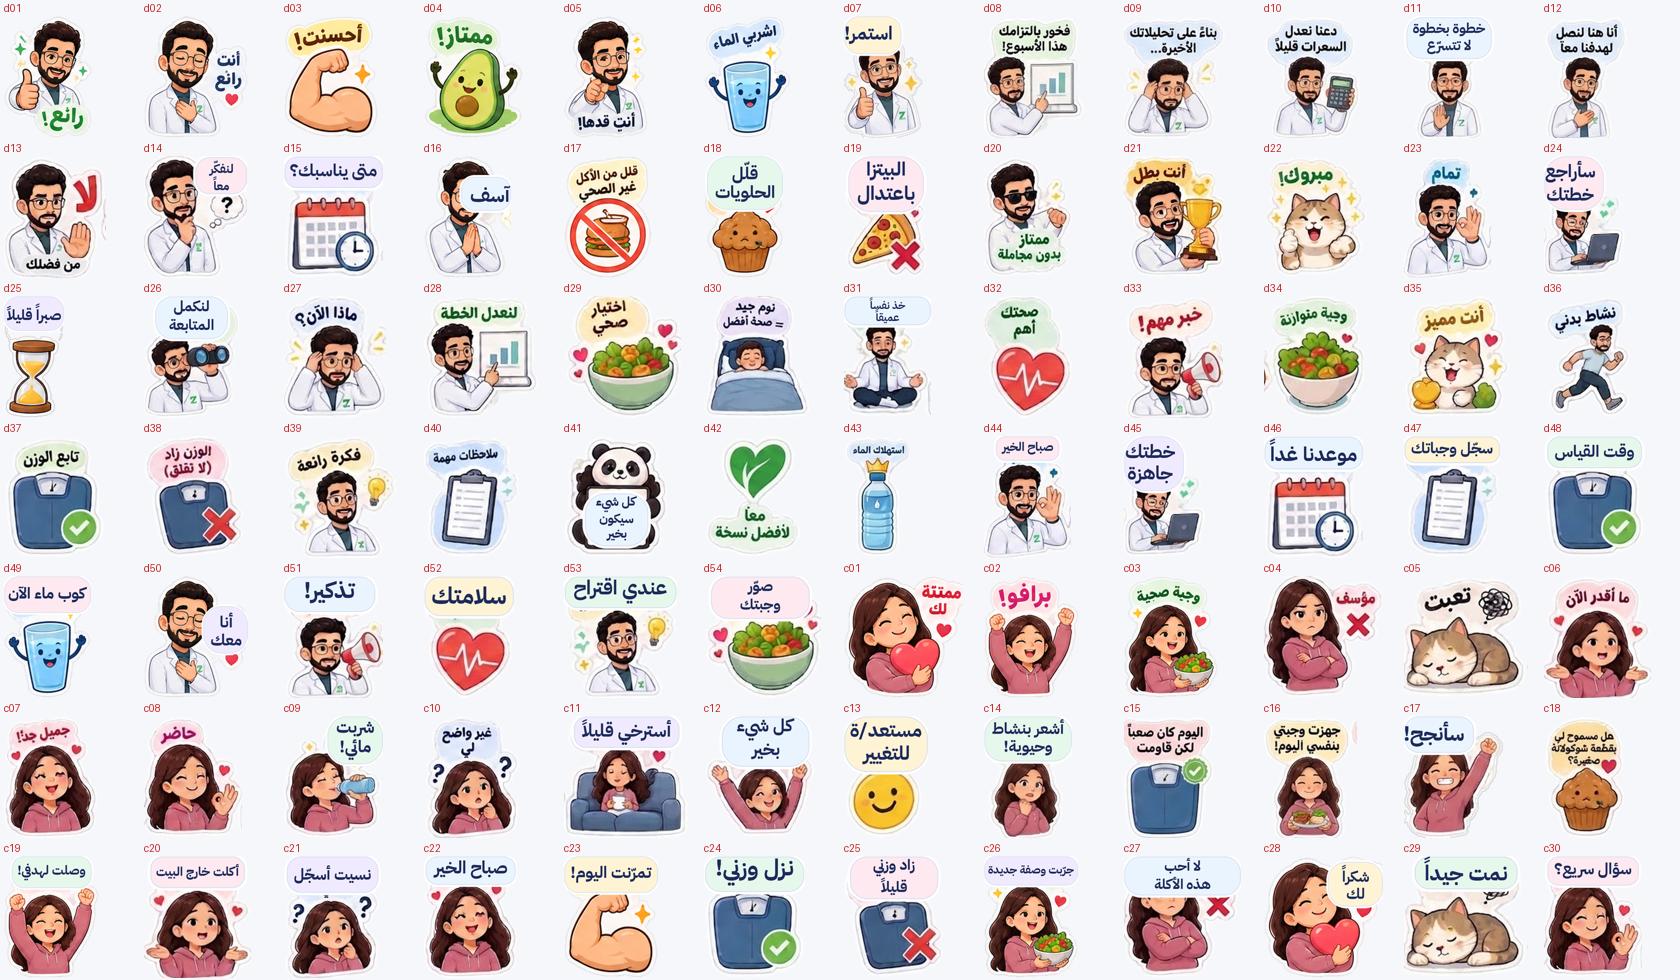 d01
رائع!
d02
أنت
رائع
d03
أحسنت!
d04
ممتاز!
d05
أنتِ قدها!
d06
اشربي الماء
d07
استمر!
d08
فخور بالتزامك
هذا الأسبوع!
d09
بناءً على تحليلاتك
الأخيرة...
d10
دعنا نعدل
السعرات قليلاً
d11
خطوة بخطوة
لا تتسرّع
d12
أنا هنا لنصل
لهدفنا معاً
d13
لا
من فضلك
d14
لنفكّر
معاً
?
d15
متى يناسبك؟
d16
آسف
d17
قلل من الأكل
غير الصحي
d18
قلّل
الحلويات
d19
البيتزا
باعتدال
d20
ممتاز
بدون مجاملة
d21
أنت بطل
d22
مبروك!
d23
تمام
d24
سأراجع
خطتك
d25
صبراً قليلاً
d26
لنكمل
المتابعة
d27
ماذا الآن؟
d28
لنعدل الخطة
d29
اختيار
صحي
d30
نوم جيد
= صحة أفضل
d31
خذ نفساً
عميقاً
d32
صحتك
أهم
d33
خبر مهم!
d34
وجبة متوازنة
d35
أنت مميز
d36
نشاط بدني
d37
تابع الوزن
d38
الوزن زاد
(لا تقلق)
d39
فكرة رائعة
d40
ملاحظات مهمة
d41
كل شيء
سيكون
بخير
d42
معاً
لأفضل نسخة
d43
استهلاك الماء
d44
صباح الخير
d45
خطتك
جاهزة
d46
موعدنا غداً
d47
سجّل وجباتك
d48
وقت القياس
d49
كوب ماء الآن
d50
أنا
معك
d51
تذكير!
d52
سلامتك
d53
عندي اقتراح
d54
صوّر
وجبتك
c01
ممتنة
لك
c02
برافو!
c03
وجبة صحية
c04
مؤسف
c05
تعبت
c06
ما أقدر الآن
c07
جميل جداً!
c08
حاضر
c09
شربت
مائي!
c10
غير واضح
لي
? ?
c11
أسترخي قليلاً
c12
كل شيء
بخير
c13
مستعد/ة
للتغيير
c14
أشعر بنشاط
وحيوية!
c15
اليوم كان صعباً
لكن قاومت
c16
جهزت وجبتي
بنفسي اليوم!
c17
سأنجح!
c18
هل مسموح لي
بقطعة شوكولاتة
صغيرة؟
c19
وصلت لهدفي!
c20
أكلت خارج البيت
c21
نسيت أسجّل
? ?
c22
صباح الخير
c23
تمرّنت اليوم!
c24
نزل وزني!
c25
زاد وزني
قليلاً
c26
جرّبت وصفة جديدة
c27
لا أحب
هذه الأكلة
c28
شكراً
لك
c29
نمت جيداً
c30
سؤال سريع؟